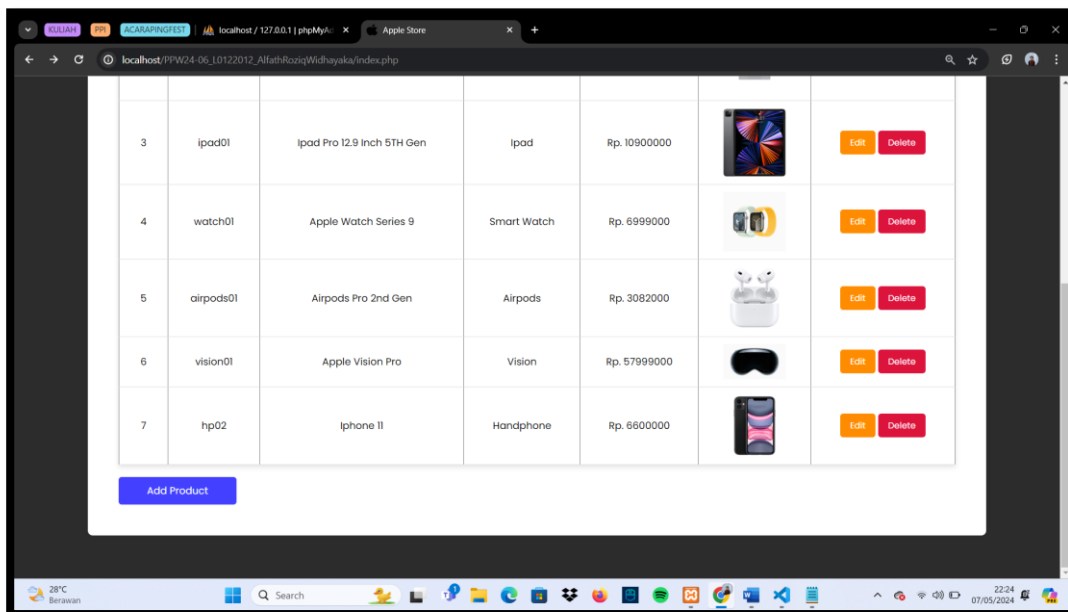 KULIAH PPI ACARAPINGFEST localhost / 127.0.0.1 | phpMyAd Apple Store
localhost/PPW24-06_L0122012_AlfathRoziqWidhayaka/index.php
3 ipad01 Ipad Pro 12.9 Inch 5TH Gen Ipad Rp. 10900000 Edit Delete
4 watch01 Apple Watch Series 9 Smart Watch Rp. 6999000 Edit Delete
5 airpods01 Airpods Pro 2nd Gen Airpods Rp. 3082000 Edit Delete
6 vision01 Apple Vision Pro Vision Rp. 57999000 Edit Delete
7 hp02 Iphone 11 Handphone Rp. 6600000 Edit Delete
Add Product
28°C
Berawan
Search
22:24
07/05/2024